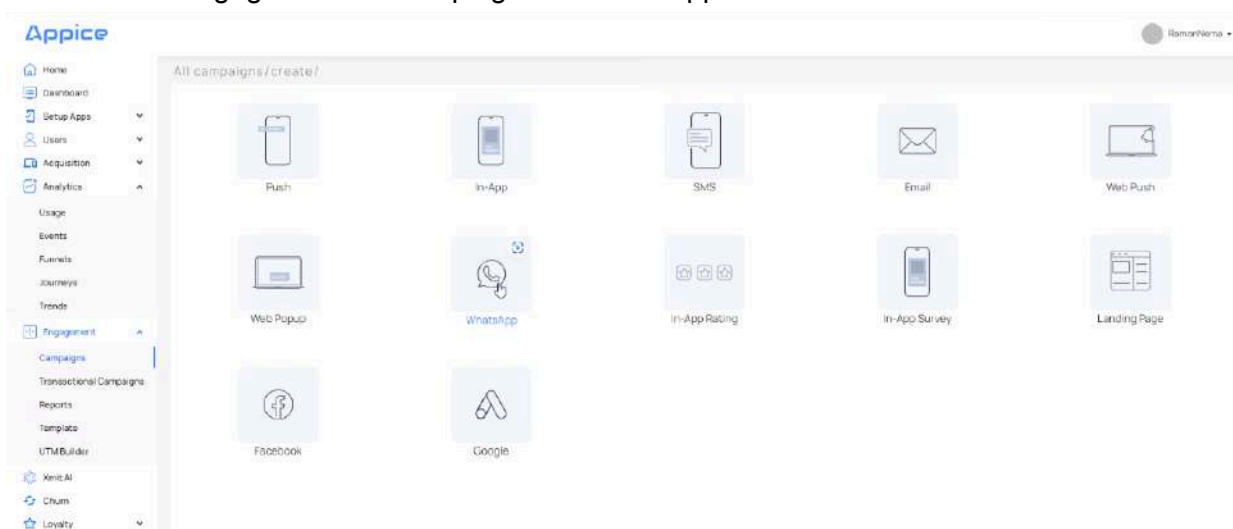 Appice
RamanNema
Home
Dashboard
Setup Apps
Users
Acquisition
Analytics
Usage
Events
Funnels
Journeys
Trends
Engagement
Campaigns
Transactional Campaigns
Reports
Template
UTM Builder
Xmit AI
Churn
Loyalty
All campaigns/create/
Push
In-App
SMS
Email
Web Push
Web Popup
WhatsApp
In-App Rating
In-App Survey
Landing Page
Facebook
Google